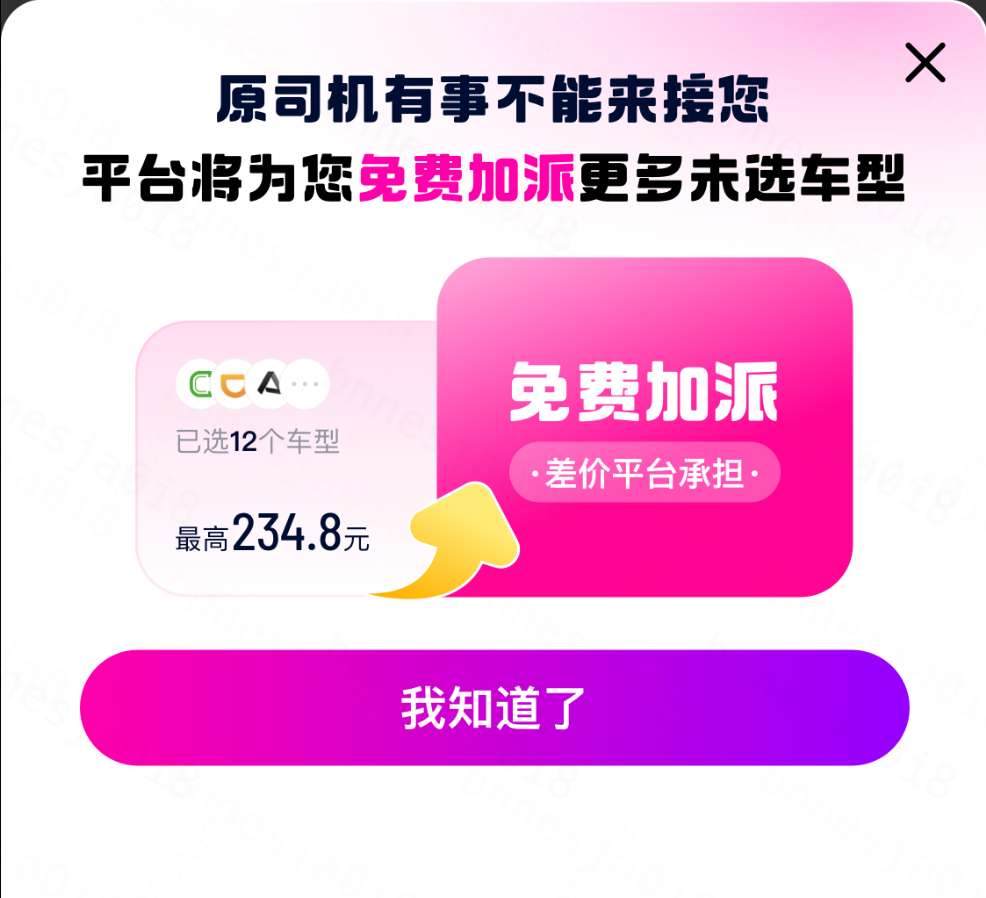 原司机有事不能来接您
平台将为您免费加派更多未选车型
已选12个车型
最高234.8元
免费加派
·差价平台承担·
我知道了